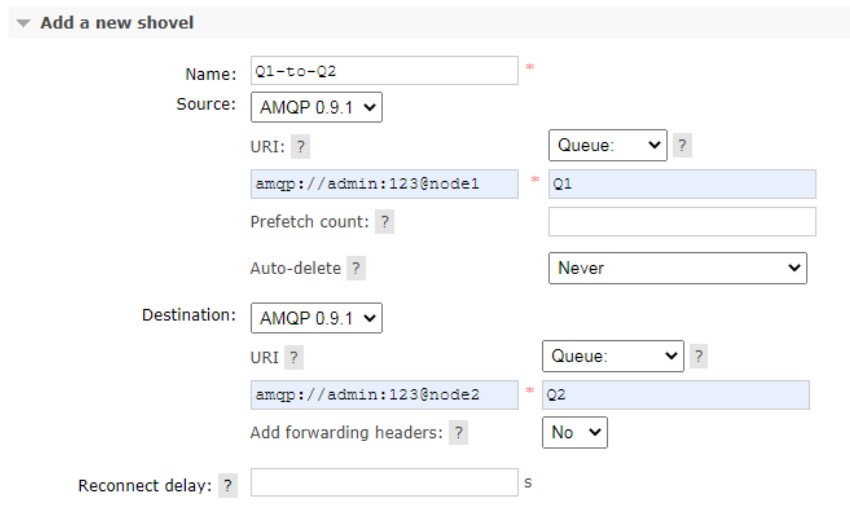 Add a new shovel
Name: Q1-to-Q2 *
Source: AMQP 0.9.1
URI: ? Queue: ?
amqp://admin:123@node1 * Q1
Prefetch count: ?
Auto-delete ? Never
Destination: AMQP 0.9.1
URI ? Queue: ?
amqp://admin:123@node2 * Q2
Add forwarding headers: ? No
Reconnect delay: ? s